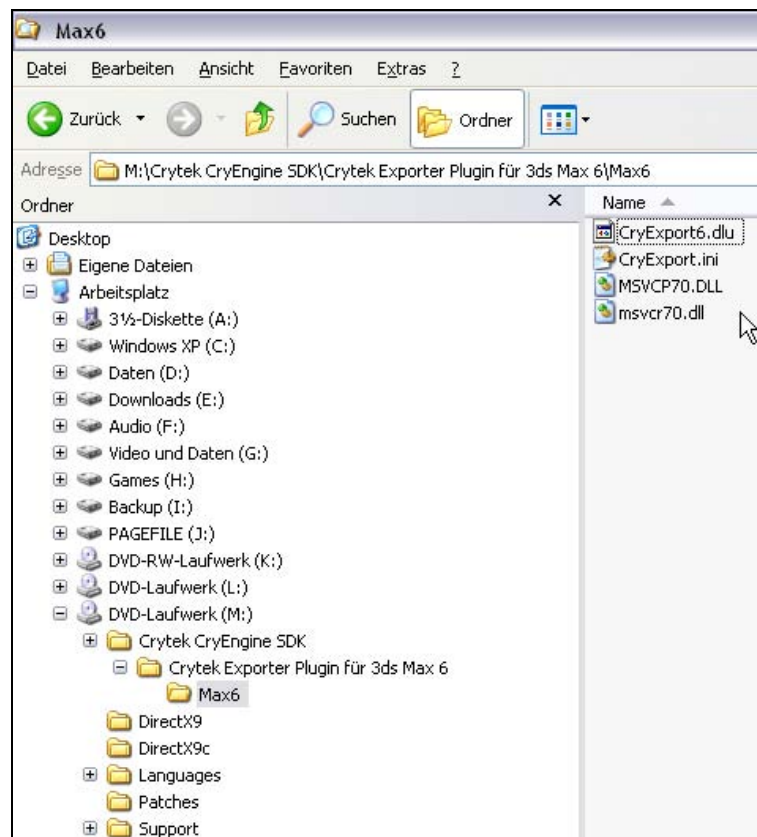 Max6
Datei Bearbeiten Ansicht Favoriten Extras ?
Zurück Suchen Ordner
Adresse M:\Crytek CryEngine SDK\Crytek Exporter Plugin für 3ds Max 6\Max6
Ordner x
Name
Desktop
Eigene Dateien
Arbeitsplatz
3½-Diskette (A:)
Windows XP (C:)
Daten (D:)
Downloads (E:)
Audio (F:)
Video und Daten (G:)
Games (H:)
Backup (I:)
PAGEFILE (J:)
DVD-RW-Laufwerk (K:)
DVD-Laufwerk (L:)
DVD-Laufwerk (M:)
Crytek CryEngine SDK
Crytek Exporter Plugin für 3ds Max 6
Max6
DirectX9
DirectX9c
Languages
Patches
Support
CryExport6.dlu
CryExport.ini
MSVCP70.DLL
msvcr70.dll